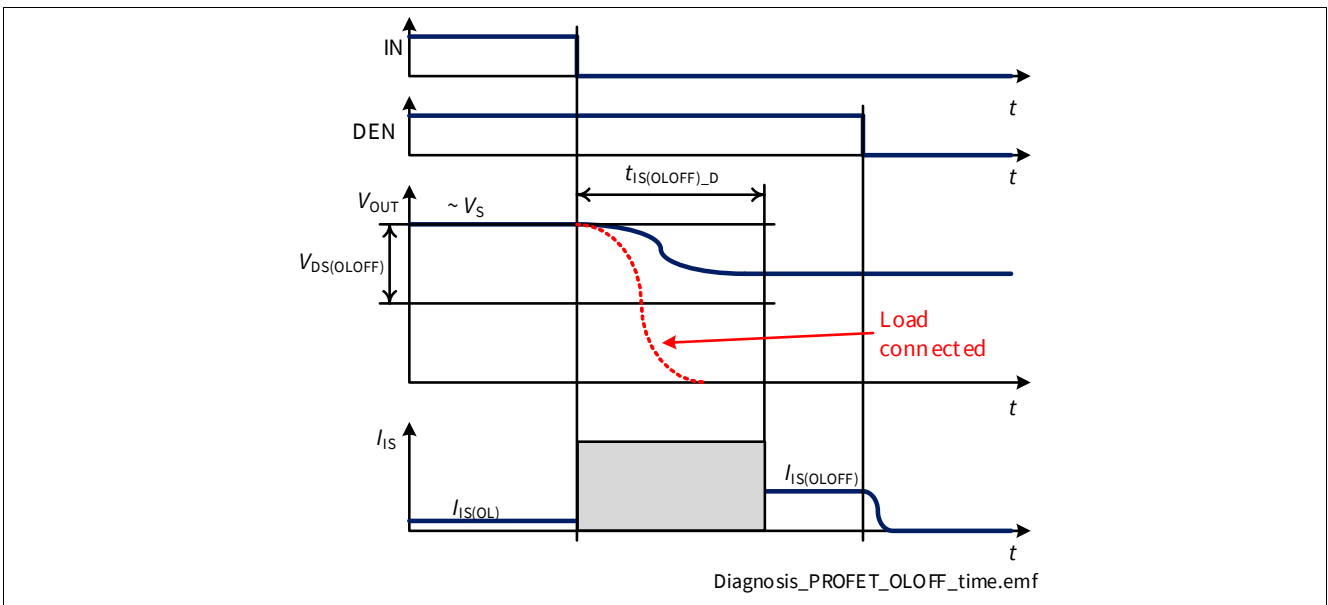 IN
t
DEN
t
tIS(OLOFF)_D
VOUT
~ VS
VDS(OLOFF)
Load
connected
t
IIS
IIS(OLOFF)
IIS(OL)
t
Diagnosis_PROFET_OLOFF_time.emf